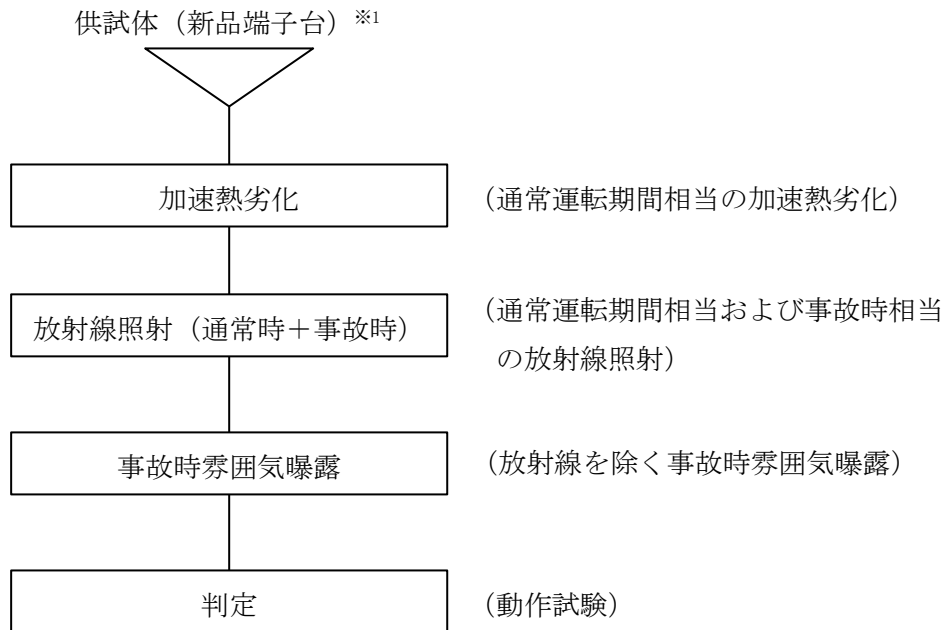 供試体（新品端子台）※1
加速熱劣化
（通常運転期間相当の加速熱劣化）
放射線照射（通常時＋事故時）
（通常運転期間相当および事故時相当
の放射線照射）
事故時雰囲気曝露
（放射線を除く事故時雰囲気曝露）
判定
（動作試験）